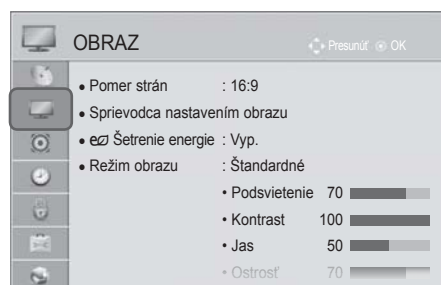 OBRAZ Presunúť OK
• Pomer strán : 16:9
• Sprievodca nastavením obrazu
• Šetrenie energie : Vyp.
• Režim obrazu : Štandardné
• Podsvietenie 70
• Kontrast 100
• Jas 50
• Ostrosť 70